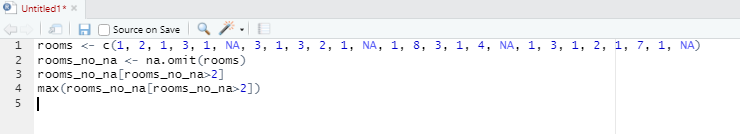 Untitled1*
Source on Save
1 rooms <- c(1, 2, 1, 3, 1, NA, 3, 1, 3, 2, 1, NA, 1, 8, 3, 1, 4, NA, 1, 3, 1, 2, 1, 7, 1, NA)
2 rooms_no_na <- na.omit(rooms)
3 rooms_no_na[rooms_no_na>2]
4 max(rooms_no_na[rooms_no_na>2])
5